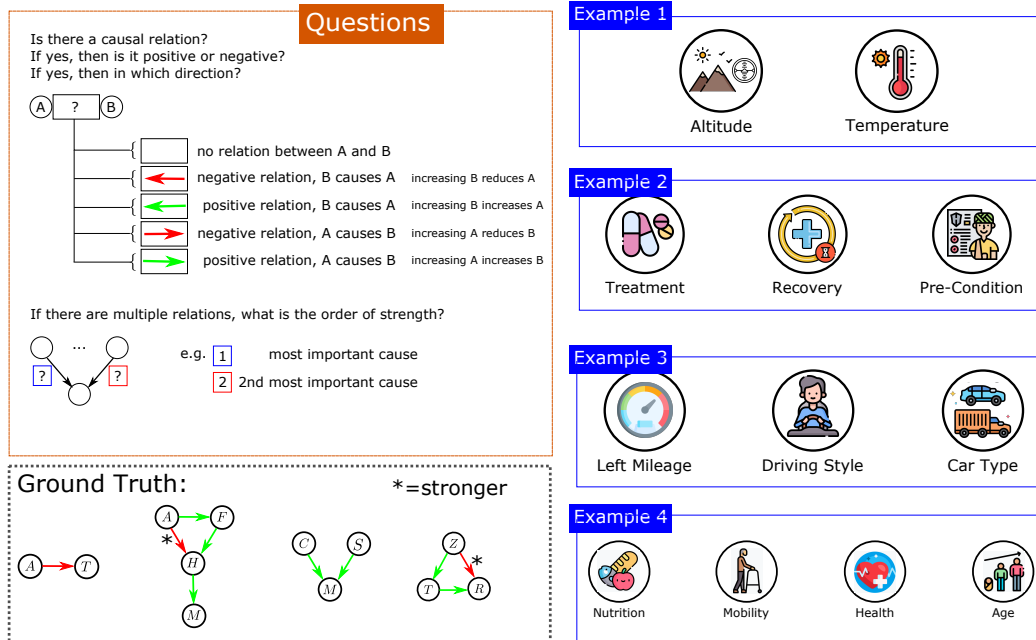 Questions
Is there a causal relation?
If yes, then is it positive or negative?
If yes, then in which direction?
A ? B
no relation between A and B
negative relation, B causes A increasing B reduces A
positive relation, B causes A increasing B increases A
negative relation, A causes B increasing A reduces B
positive relation, A causes B increasing A increases B
If there are multiple relations, what is the order of strength?
...
? ?
e.g. 1 most important cause
2 2nd most important cause
Ground Truth:
*=stronger
A T
A F
*
H
M
C S
M
Z
*
T R
Example 1
Altitude Temperature
Example 2
Treatment Recovery Pre-Condition
Example 3
Left Mileage Driving Style Car Type
Example 4
Nutrition Mobility Health Age